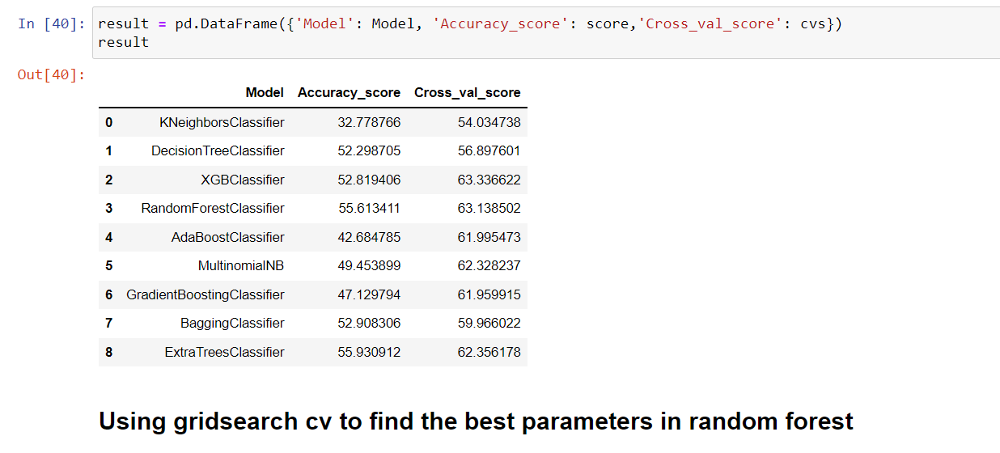 In [40]: result = pd.DataFrame({'Model': Model, 'Accuracy_score': score,'Cross_val_score': cvs})
result
Out[40]:
Model Accuracy_score Cross_val_score
0 KNeighborsClassifier 32.778766 54.034738
1 DecisionTreeClassifier 52.298705 56.897601
2 XGBClassifier 52.819406 63.336622
3 RandomForestClassifier 55.613411 63.138502
4 AdaBoostClassifier 42.684785 61.995473
5 MultinomialNB 49.453899 62.328237
6 GradientBoostingClassifier 47.129794 61.959915
7 BaggingClassifier 52.908306 59.966022
8 ExtraTreesClassifier 55.930912 62.356178
Using gridsearch cv to find the best parameters in random forest